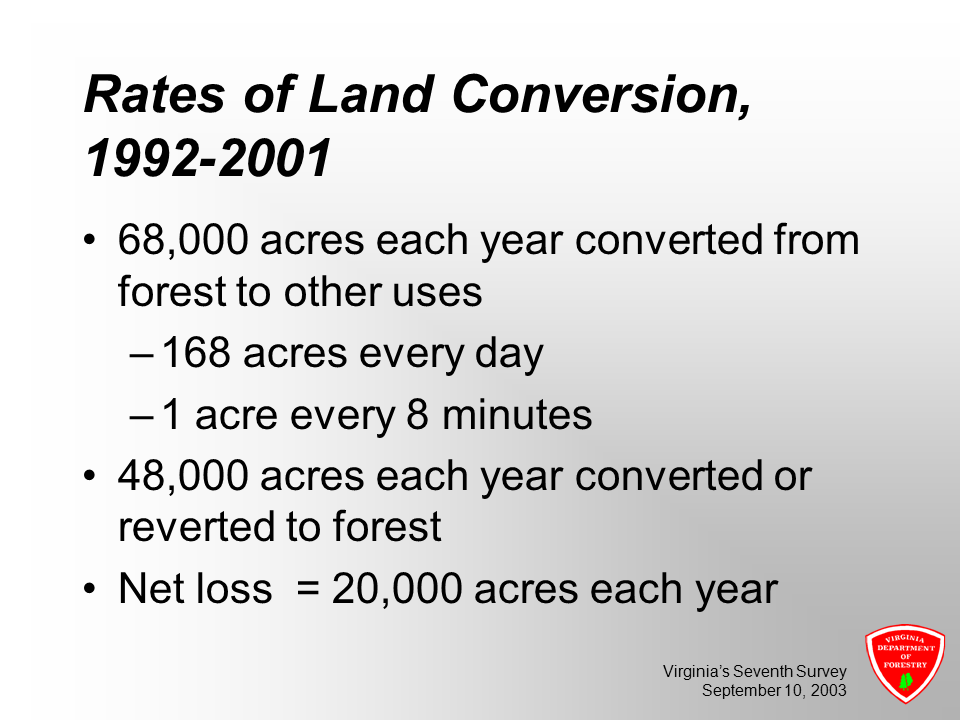 Rates of Land Conversion,
1992-2001
• 68,000 acres each year converted from
forest to other uses
– 168 acres every day
– 1 acre every 8 minutes
• 48,000 acres each year converted or
reverted to forest
• Net loss = 20,000 acres each year
Virginia’s Seventh Survey
September 10, 2003
VIRGINIA
DEPARTMENT
OF
FORESTRY